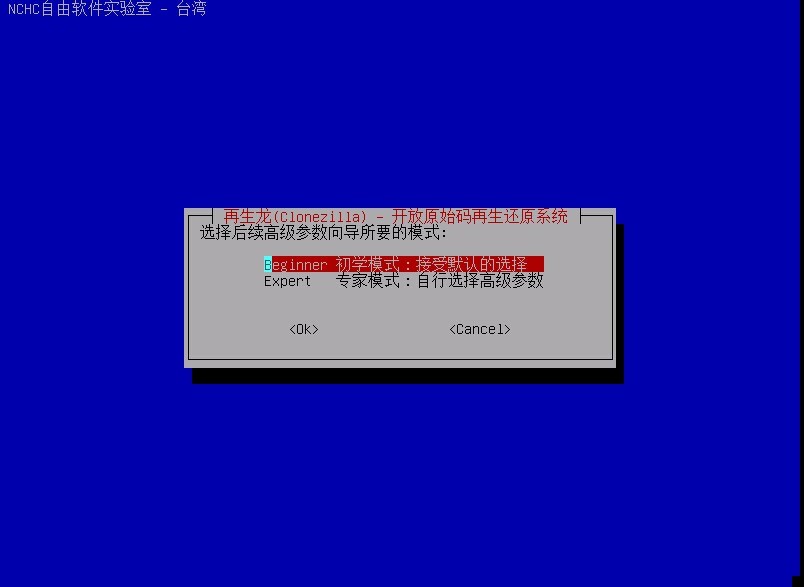 NCHC自由软件实验室 - 台湾
再生龙(Clonezilla) - 开放原始码再生还原系统
选择后续高级参数向导所要的模式:
Beginner 初学模式：接受默认的选择
Expert 专家模式：自行选择高级参数
<Ok> <Cancel>